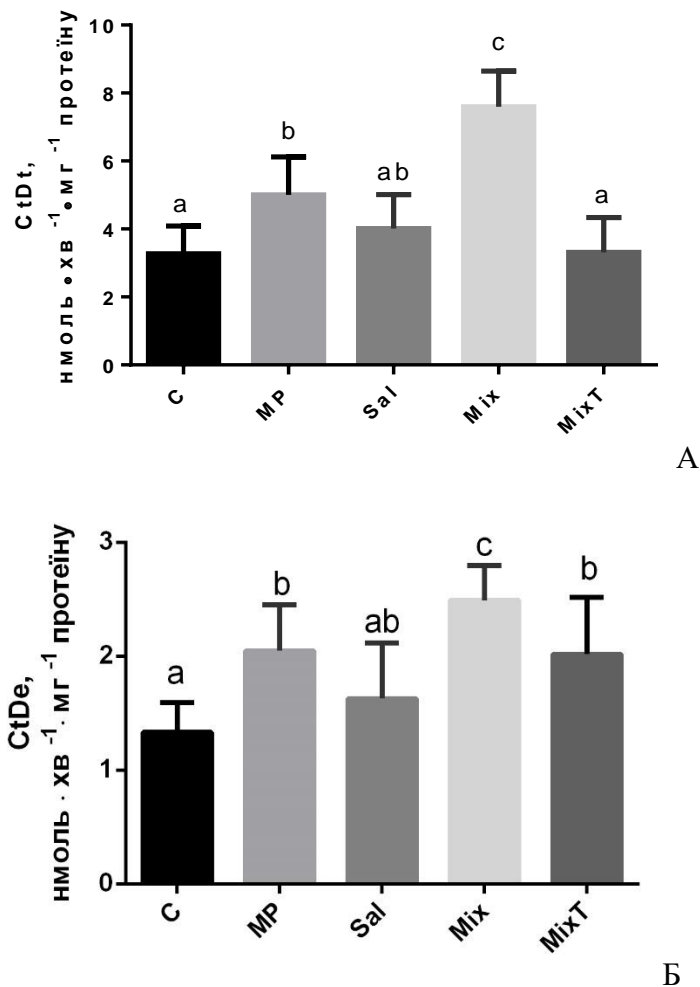 CtDt,
нмоль•хв -1•мг -1 протеїну
10
8
6
4
2
0
a
b
ab
c
a
C
MP
Sal
Mix
MixT
А
CtDe,
нмоль · хв -1 · мг -1 протеїну
3
2
1
0
a
b
ab
c
b
C
MP
Sal
Mix
MixT
Б